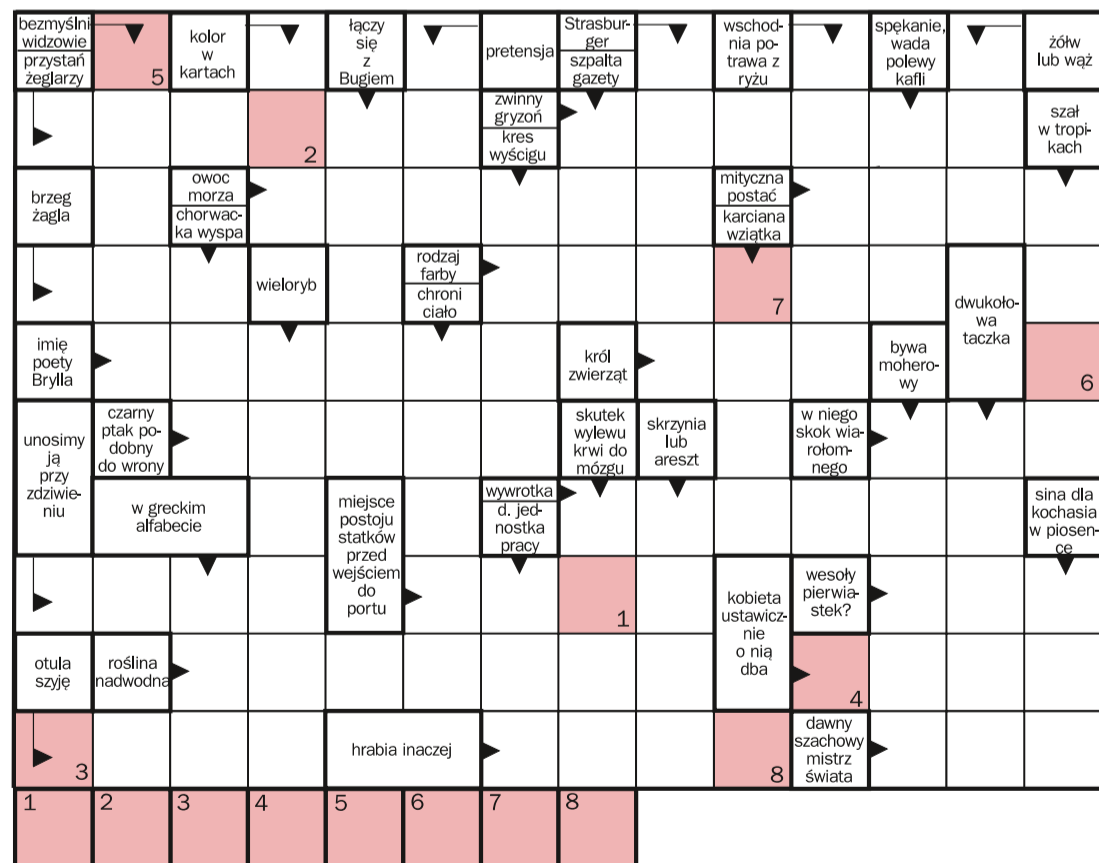 bezmyślni
widzowie
przystań
żeglarzy
5
kolor
w
kartach
łączy
się
z
Bugiem
pretensja
Strasbur-
ger
szpalta
gazety
wschod-
nia po-
trawa z
ryżu
spękanie,
wada
polewy
kafli
żółw
lub wąż
2
zwinny
gryzoń
kres
wyścigu
szał
w tropi-
kach
brzeg
żagla
owoc
morza
chorwac-
ka wyspa
mityczna
postać
karciana
wziątka
wieloryb
rodzaj
farby
chroni
ciało
7
dwukoło-
wa
taczka
imię
poety
Brylla
król
zwierząt
bywa
mohero-
wy
6
unosimy
ją
przy
zdziwie-
niu
czarny
ptak po-
dobny
do wrony
skutek
wylewu
krwi do
mózgu
skrzynia
lub
areszt
w niego
skok wia-
rołom-
nego
w greckim
alfabecie
miejsce
postoju
statków
przed
wejściem
do
portu
wywrotka
d. jed-
nostka
pracy
sina dla
kochasia
w piosen-
ce
1
kobieta
ustawicz-
nie
o nią
dba
wesoły
pierwia-
stek?
otula
szyję
roślina
nadwodna
4
3
hrabia inaczej
8
dawny
szachowy
mistrz
świata
1 2 3 4 5 6 7 8